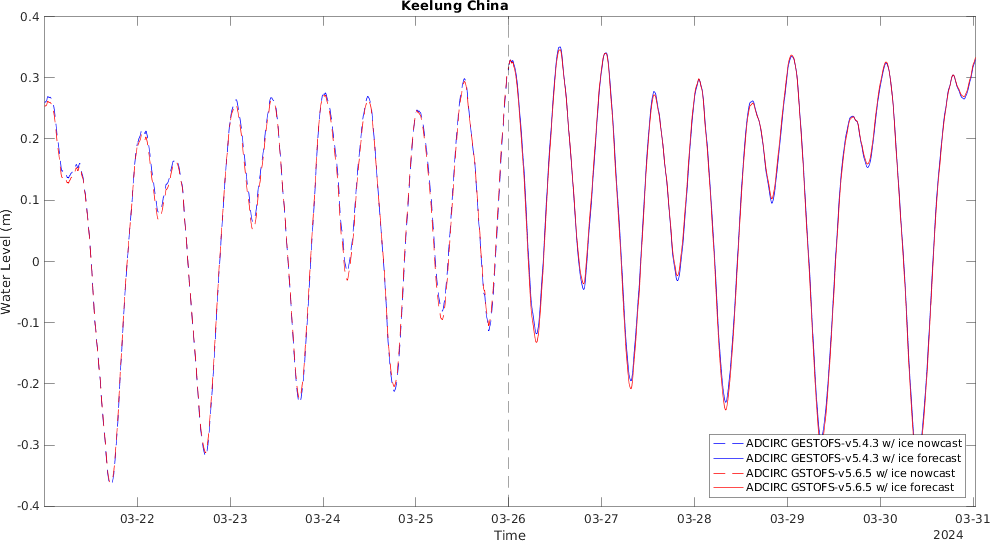 Keelung China
0.4
0.3
0.2
0.1
0
-0.1
-0.2
-0.3
-0.4
Water Level (m)
ADCIRC GESTOFS-v5.4.3 w/ ice nowcast
ADCIRC GESTOFS-v5.4.3 w/ ice forecast
ADCIRC GSTOFS-v5.6.5 w/ ice nowcast
ADCIRC GSTOFS-v5.6.5 w/ ice forecast
03-22 03-23 03-24 03-25 03-26 03-27 03-28 03-29 03-30 03-31
Time
2024